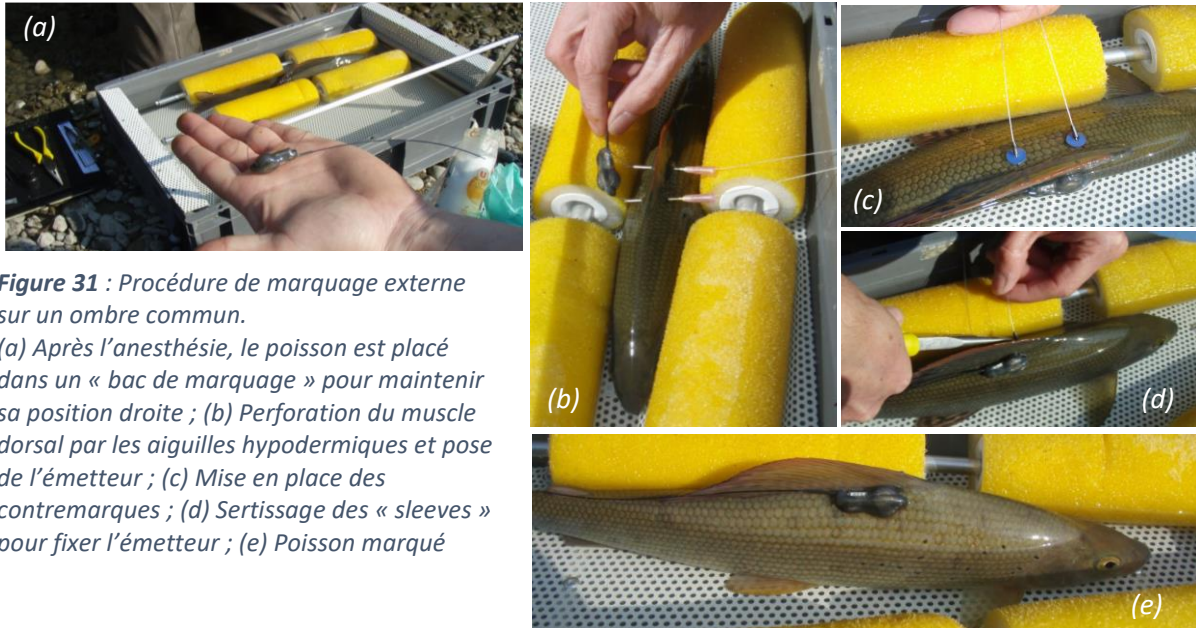 (a)
(b)
(c)
(d)
(e)
Figure 31 : Procédure de marquage externe
sur un ombre commun.
(a) Après l’anesthésie, le poisson est placé
dans un « bac de marquage » pour maintenir
sa position droite ; (b) Perforation du muscle
dorsal par les aiguilles hypodermiques et pose
de l’émetteur ; (c) Mise en place des
contremarques ; (d) Sertissage des « sleeves »
pour fixer l’émetteur ; (e) Poisson marqué